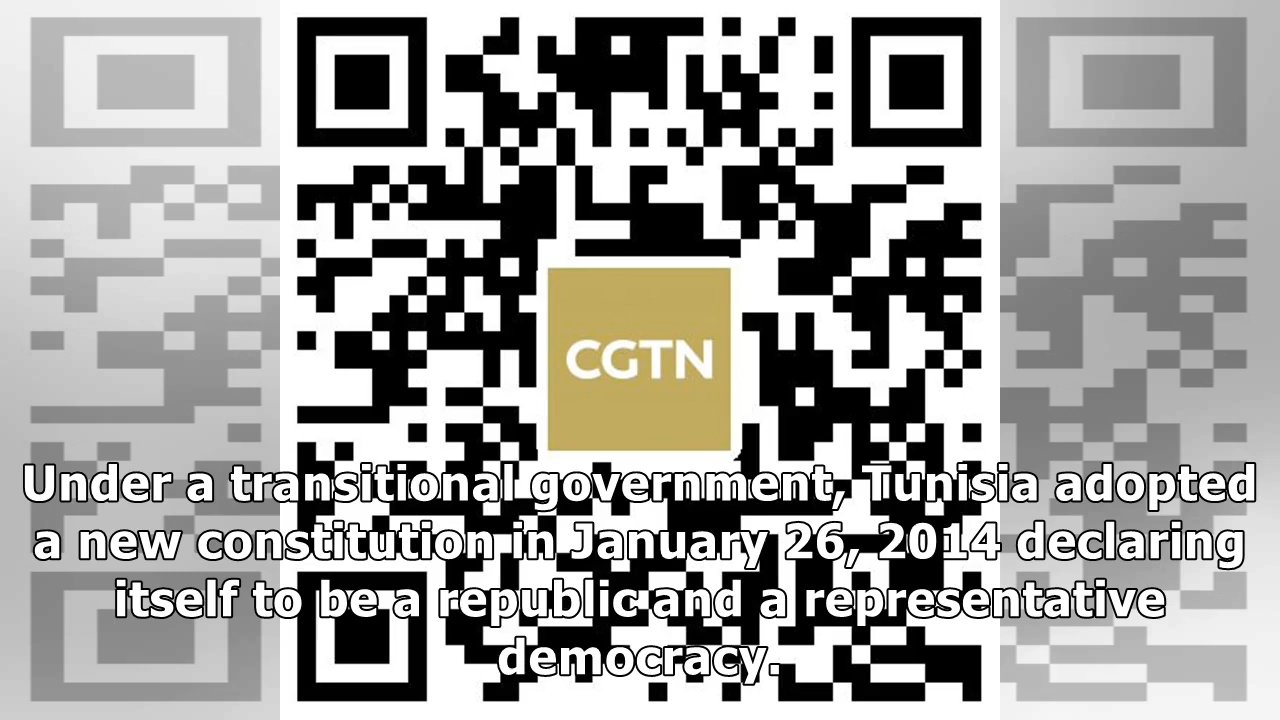 CGTN
Under a transitional government, Tunisia adopted
a new constitution in January 26, 2014 declaring
itself to be a republic and a representative
democracy.